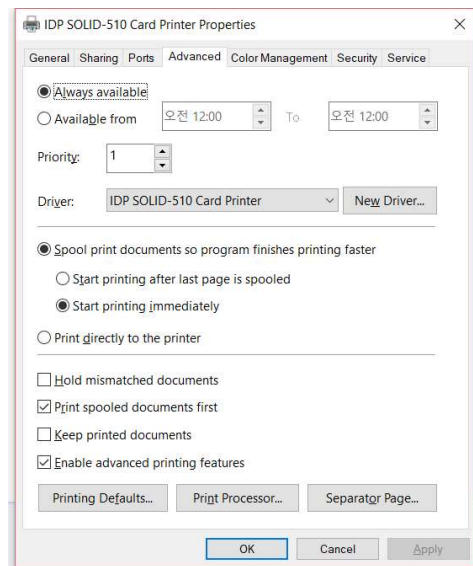 IDP SOLID-510 Card Printer Properties
General Sharing Ports Advanced Color Management Security Service
Always available
Available from 오전 12:00 To 오전 12:00
Priority: 1
Driver: IDP SOLID-510 Card Printer New Driver...
Spool print documents so program finishes printing faster
Start printing after last page is spooled
Start printing immediately
Print directly to the printer
Hold mismatched documents
Print spooled documents first
Keep printed documents
Enable advanced printing features
Printing Defaults... Print Processor... Separator Page...
OK Cancel Apply